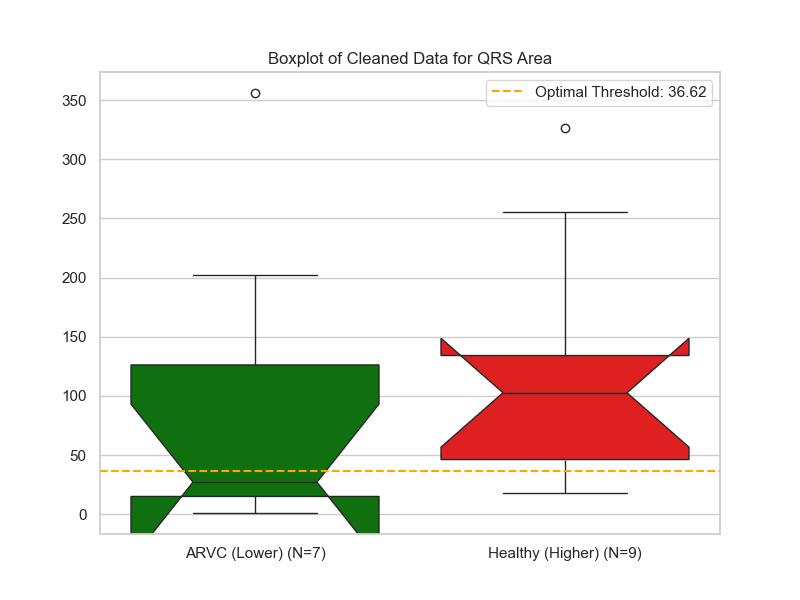 Boxplot of Cleaned Data for QRS Area
Optimal Threshold: 36.62
350
300
250
200
150
100
50
0
ARVC (Lower) (N=7)
Healthy (Higher) (N=9)